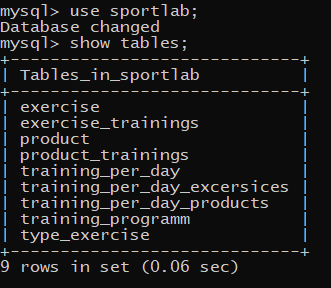 mysql> use sportlab;
Database changed
mysql> show tables;
+-----------------------------+
| Tables_in_sportlab          |
+-----------------------------+
| exercise                    |
| exercise_trainings          |
| product                     |
| product_trainings           |
| training_per_day            |
| training_per_day_excersices |
| training_per_day_products   |
| training_programm           |
| type_exercise               |
+-----------------------------+
9 rows in set (0.06 sec)